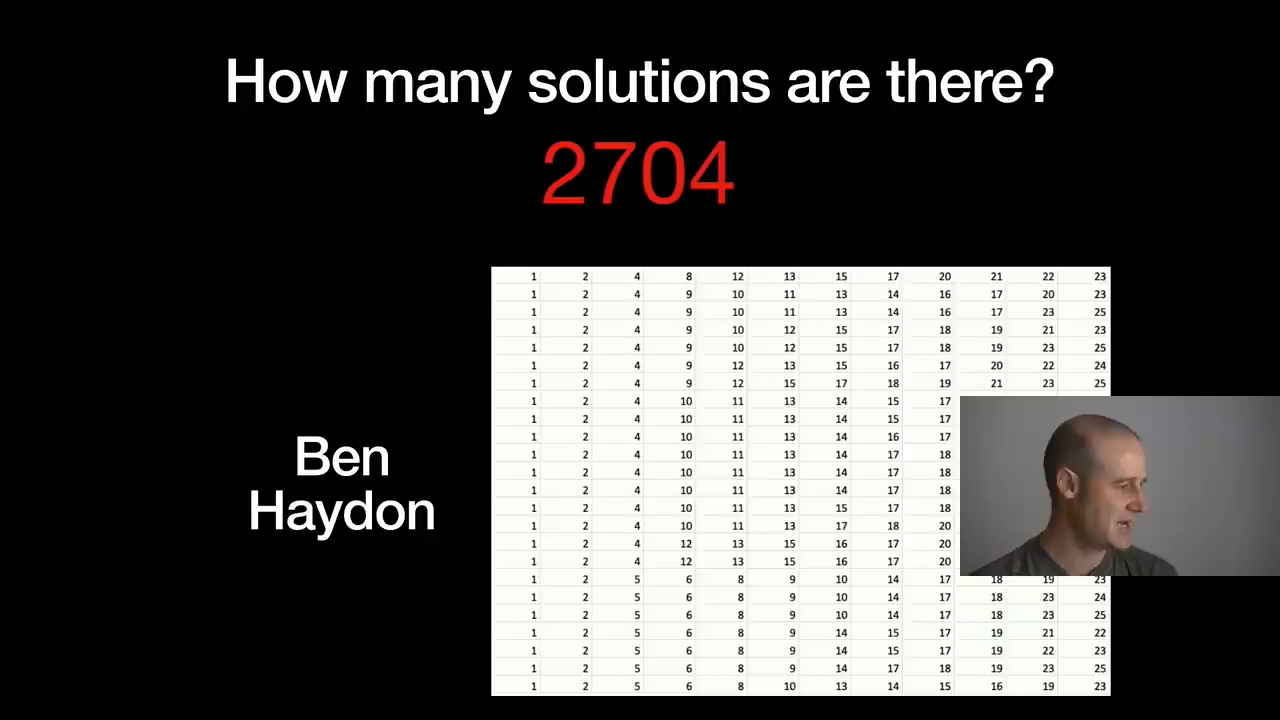 How many solutions are there?
2704
1 2 4 8 12 13 15 17 20 21 22 23
1 2 4 9 10 11 13 14 16 17 20 23
1 2 4 9 10 11 13 14 16 17 23 25
1 2 4 9 10 12 15 17 18 19 21 23
1 2 4 9 10 12 15 17 18 19 23 25
1 2 4 9 12 13 15 16 17 20 22 24
1 2 4 9 12 15 17 18 19 21 23 25
1 2 4 10 11 13 14 15 17
1 2 4 10 11 13 14 15 17
1 2 4 10 11 13 14 16 17
1 2 4 10 11 13 14 17 18
1 2 4 10 11 13 14 17 18
1 2 4 10 11 13 14 17 18
1 2 4 10 11 13 15 17 18
1 2 4 10 11 13 17 18 20
1 2 4 12 13 15 16 17 20
1 2 4 12 13 15 16 17 20
1 2 5 6 8 9 10 14 17 18 19 23
1 2 5 6 8 9 10 14 17 18 23 24
1 2 5 6 8 9 10 14 17 18 23 25
1 2 5 6 8 9 14 15 17 19 21 22
1 2 5 6 8 9 14 15 17 19 22 23
1 2 5 6 8 9 14 17 18 19 23 25
1 2 5 6 8 10 13 14 15 16 19 23
Ben
Haydon